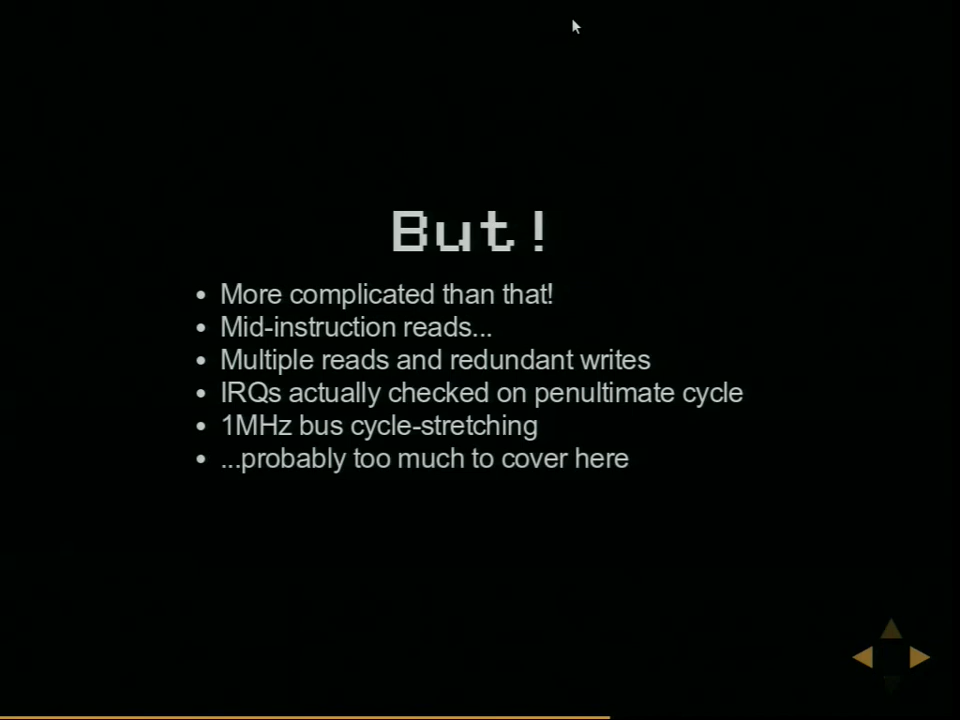 But!
More complicated than that!
Mid-instruction reads...
Multiple reads and redundant writes
IRQs actually checked on penultimate cycle
1MHz bus cycle-stretching
...probably too much to cover here